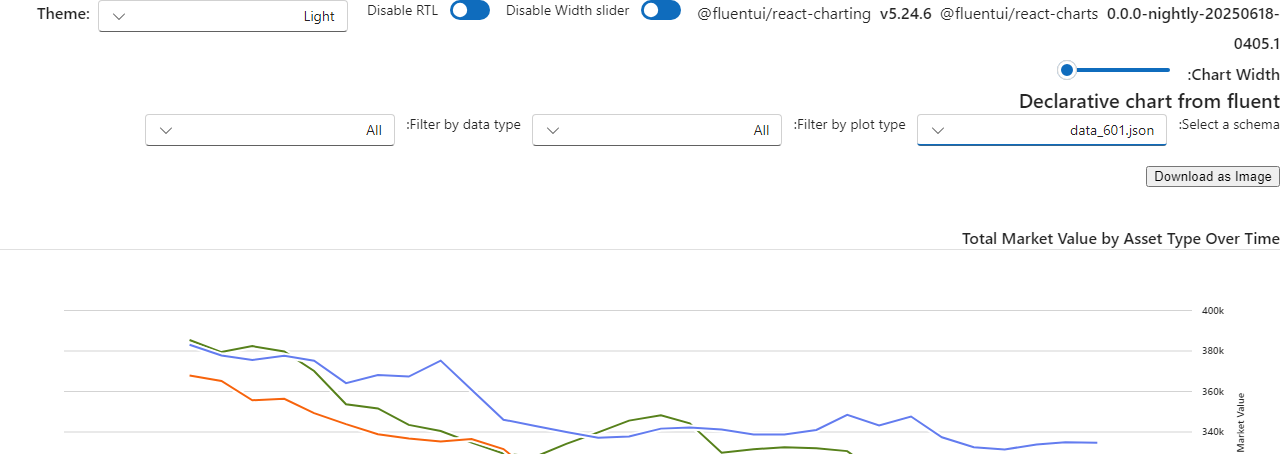 Theme: Light Disable RTL Disable Width slider @fluentui/react-charting v5.24.6 @fluentui/react-charts 0.0.0-nightly-20250618-
0405.1
:Chart Width
Declarative chart from fluent
:Select a schema data_601.json :Filter by plot type All :Filter by data type All
Download as Image
Total Market Value by Asset Type Over Time
400k
380k
360k
340k
Market Value